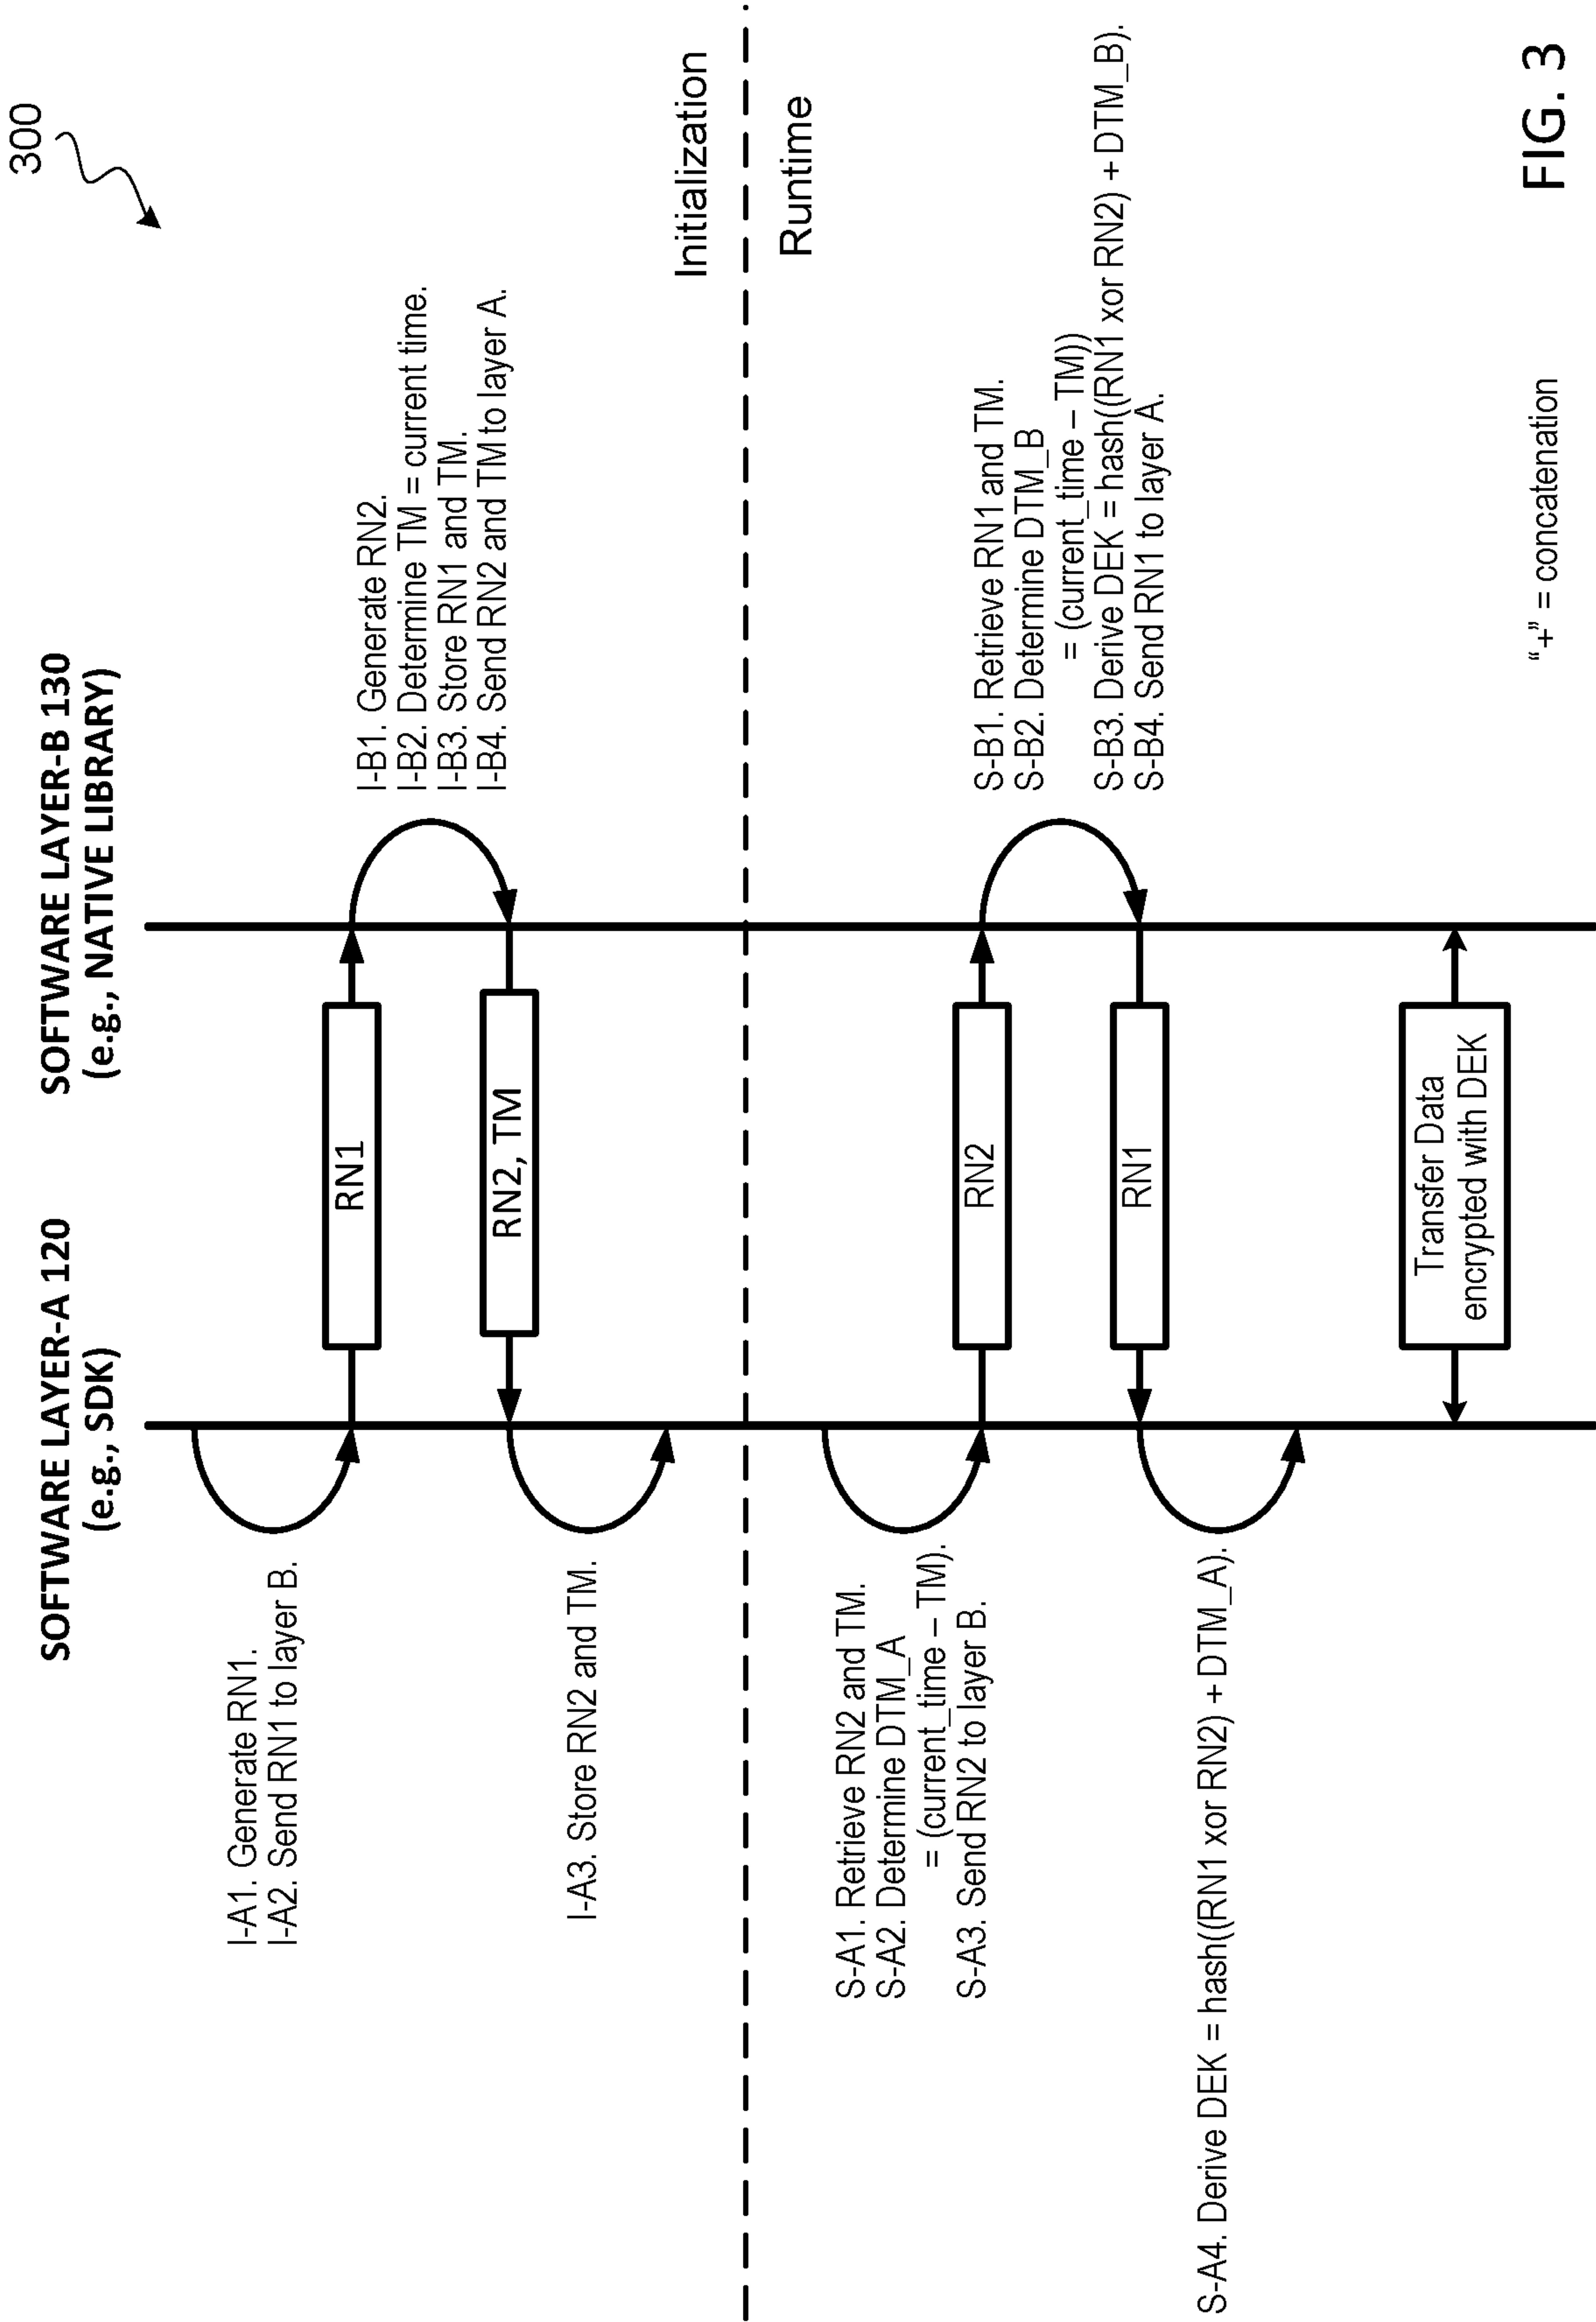 300
SOFTWARE LAYER-A 120
(e.g., SDK)
SOFTWARE LAYER-B 130
(e.g., NATIVE LIBRARY)
I-A1. Generate RN1.
I-A2. Send RN1 to layer B.
RN1
I-B1. Generate RN2.
I-B2. Determine TM = current time.
I-B3. Store RN1 and TM.
I-B4. Send RN2 and TM to layer A.
RN2, TM
I-A3. Store RN2 and TM.
Initialization
Runtime
S-A1. Retrieve RN2 and TM.
S-A2. Determine DTM_A
= (current_time – TM).
S-A3. Send RN2 to layer B.
RN2
S-B1. Retrieve RN1 and TM.
S-B2. Determine DTM_B
= (current_time – TM))
S-B3. Derive DEK = hash((RN1 xor RN2) + DTM_B).
S-B4. Send RN1 to layer A.
RN1
S-A4. Derive DEK = hash((RN1 xor RN2) + DTM_A).
Transfer Data
encrypted with DEK
“+” = concatenation
FIG. 3